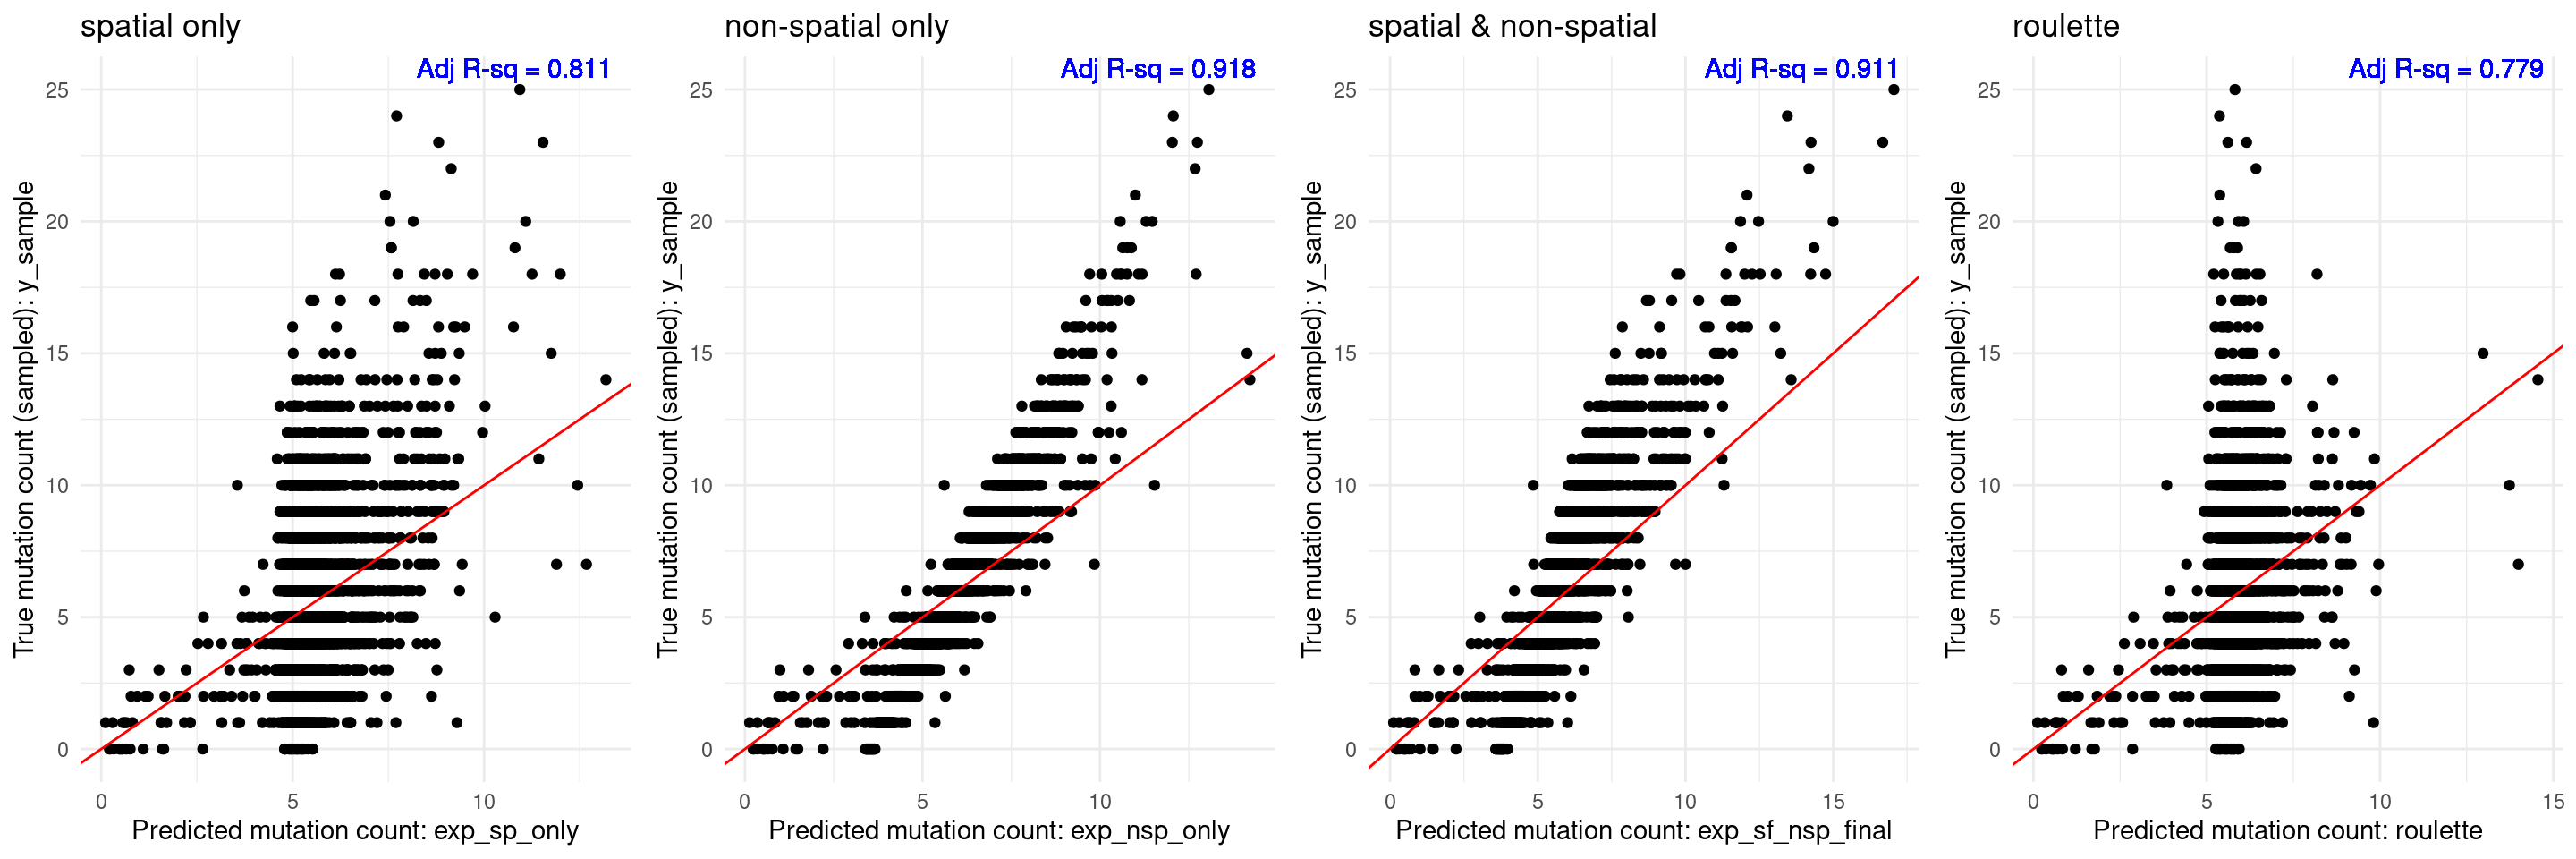 spatial only
Adj R-sq = 0.811
True mutation count (sampled): y_sample
25
20
15
10
5
0
0 5 10
Predicted mutation count: exp_sp_only
non-spatial only
Adj R-sq = 0.918
True mutation count (sampled): y_sample
25
20
15
10
5
0
0 5 10
Predicted mutation count: exp_nsp_only
spatial & non-spatial
Adj R-sq = 0.911
True mutation count (sampled): y_sample
25
20
15
10
5
0
0 5 10 15
Predicted mutation count: exp_sf_nsp_final
roulette
Adj R-sq = 0.779
True mutation count (sampled): y_sample
25
20
15
10
5
0
0 5 10 15
Predicted mutation count: roulette